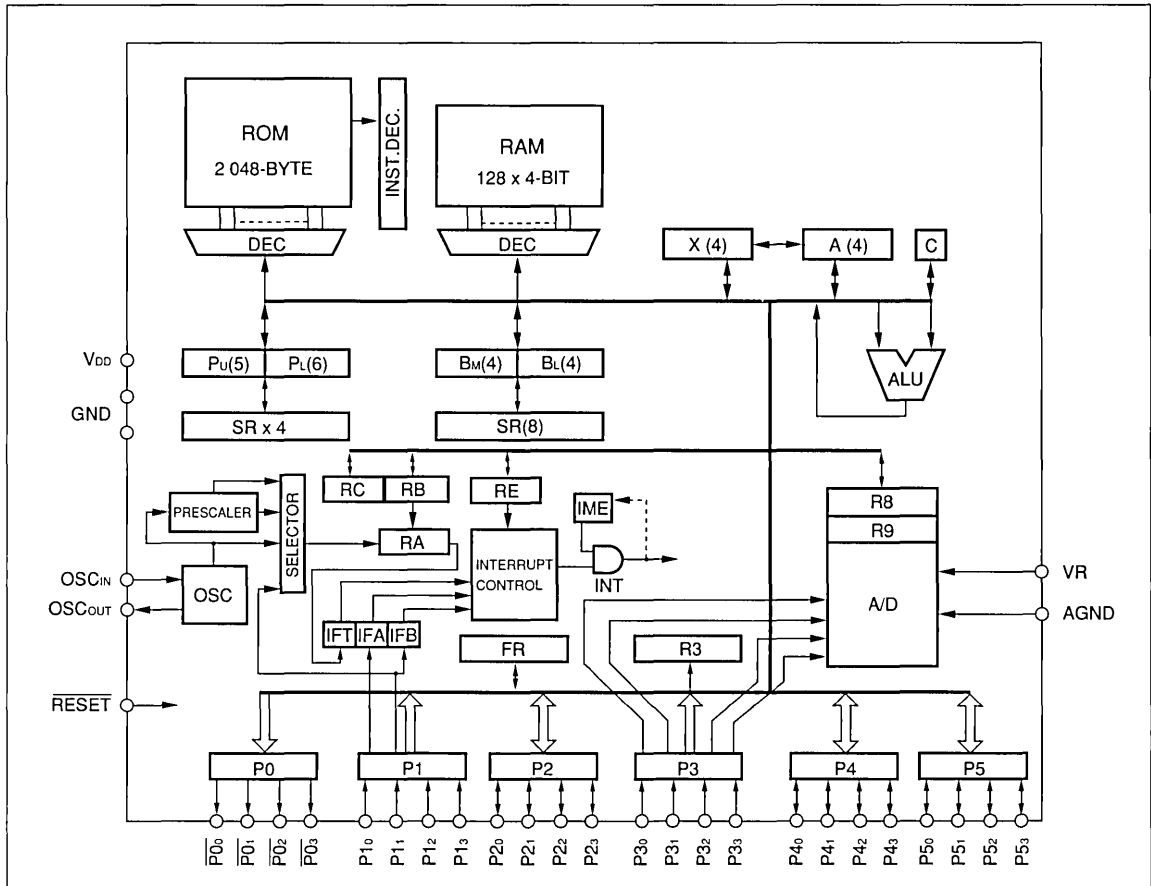 ROM
2 048-BYTE
INST.DEC.
RAM
128 x 4-BIT
DEC
DEC
X (4)
A (4)
C
VDD
PU(5)
PL(6)
BM(4)
BL(4)
ALU
GND
SR x 4
SR(8)
PRESCALER
SELECTOR
RC
RB
RE
IME
R8
R9
RA
INTERRUPT
CONTROL
INT
OSCIN
OSC
OSCOUT
A/D
VR
AGND
IFT
IFA
IFB
FR
R3
RESET
P0
P1
P2
P3
P4
P5
P00
P01
P02
P03
P10
P11
P12
P13
P20
P21
P22
P23
P30
P31
P32
P33
P40
P41
P42
P43
P50
P51
P52
P53